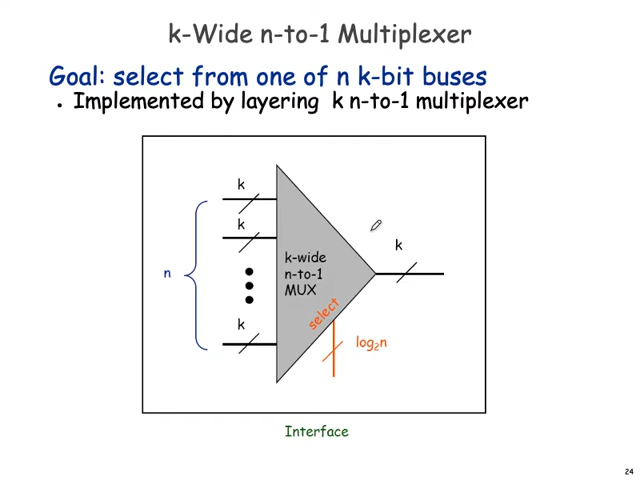 k-Wide n-to-1 Multiplexer
Goal: select from one of n k-bit buses
• Implemented by layering k n-to-1 multiplexer
k
k
k
n
k-wide
n-to-1
MUX
select
k
log₂n
Interface
24